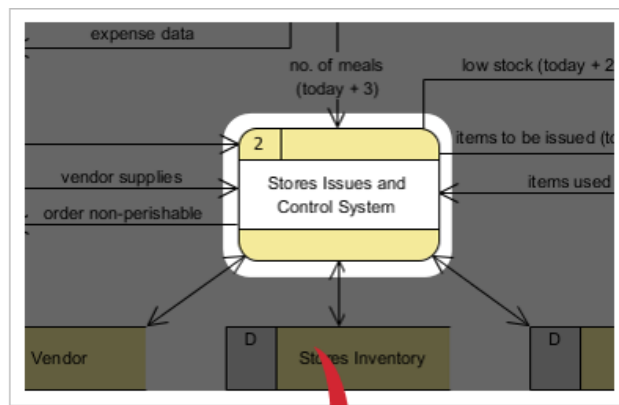 expense data
no. of meals
(today + 3)
low stock (today + 2
2
items to be issued (to
vendor supplies
Stores Issues and
Control System
items used
order non-perishable
Vendor
D
Stores Inventory
D